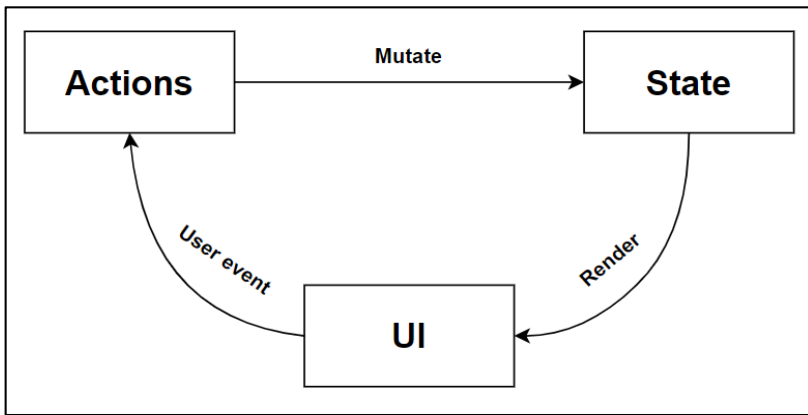 Mutate
Actions
State
User event
Render
UI